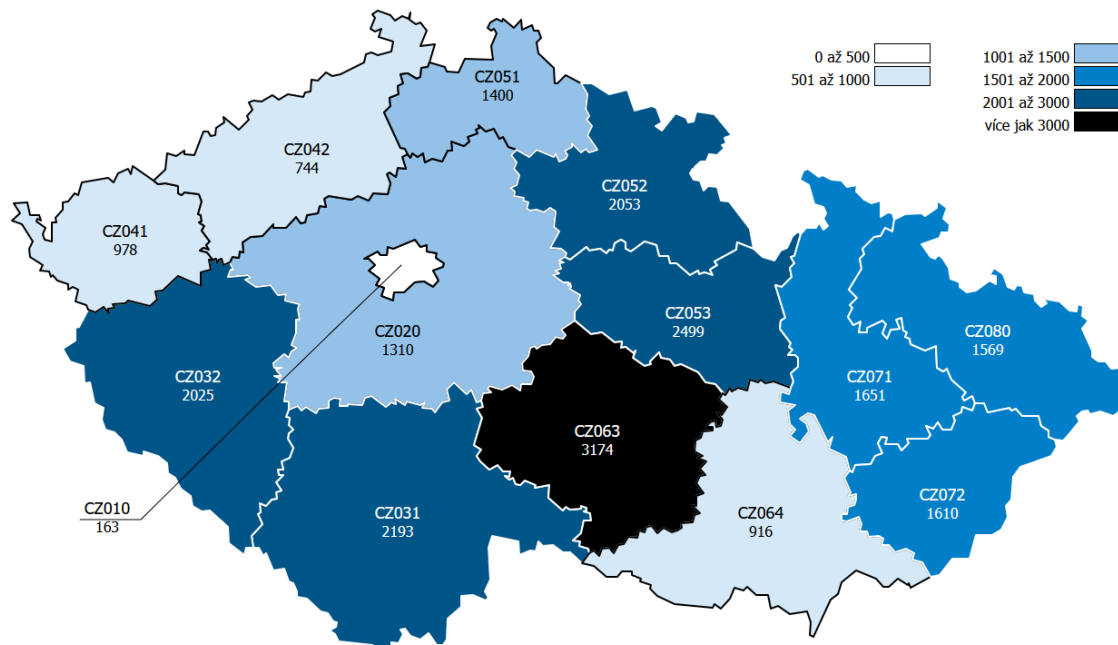 0 až 500
501 až 1000
1001 až 1500
1501 až 2000
2001 až 3000
více jak 3000
CZ051
1400
CZ042
744
CZ052
2053
CZ041
978
CZ053
2499
CZ020
1310
CZ080
1569
CZ032
2025
CZ071
1651
CZ063
3174
CZ072
1610
CZ010
163
CZ031
2193
CZ064
916